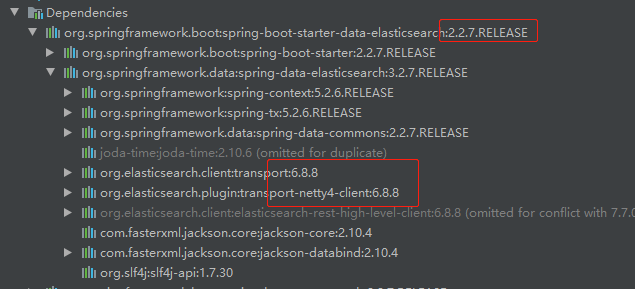 Dependencies
org.springframework.boot:spring-boot-starter-data-elasticsearch:2.2.7.RELEASE
org.springframework.boot:spring-boot-starter:2.2.7.RELEASE
org.springframework.data:spring-data-elasticsearch:3.2.7.RELEASE
org.springframework:spring-context:5.2.6.RELEASE
org.springframework:spring-tx:5.2.6.RELEASE
org.springframework.data:spring-data-commons:2.2.7.RELEASE
joda-time:joda-time:2.10.6 (omitted for duplicate)
org.elasticsearch.client:transport:6.8.8
org.elasticsearch.plugin:transport-netty4-client:6.8.8
org.elasticsearch.client:elasticsearch-rest-high-level-client:6.8.8 (omitted for conflict with 7.7.0
com.fasterxml.jackson.core:jackson-core:2.10.4
com.fasterxml.jackson.core:jackson-databind:2.10.4
org.slf4j:slf4j-api:1.7.30